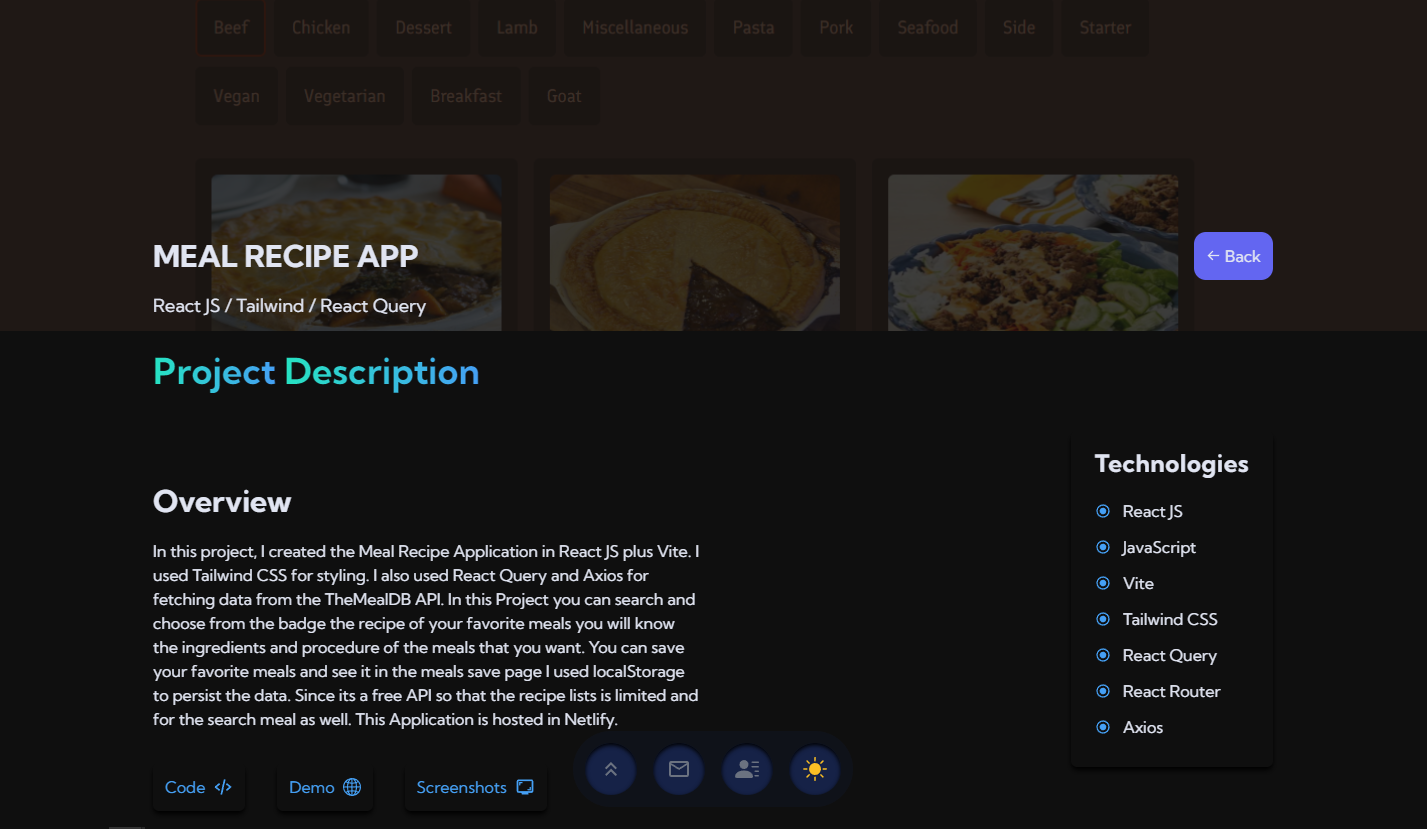 Beef Chicken Dessert Lamb Miscellaneous Pasta Pork Seafood Side Starter
Vegan Vegetarian Breakfast Goat
MEAL RECIPE APP
← Back
React JS / Tailwind / React Query
Project Description
Overview
In this project, I created the Meal Recipe Application in React JS plus Vite. I
used Tailwind CSS for styling. I also used React Query and Axios for
fetching data from the TheMealDB API. In this Project you can search and
choose from the badge the recipe of your favorite meals you will know
the ingredients and procedure of the meals that you want. You can save
your favorite meals and see it in the meals save page I used localStorage
to persist the data. Since its a free API so that the recipe lists is limited and
for the search meal as well. This Application is hosted in Netlify.
Code </>
Demo
Screenshots
Technologies
React JS
JavaScript
Vite
Tailwind CSS
React Query
React Router
Axios